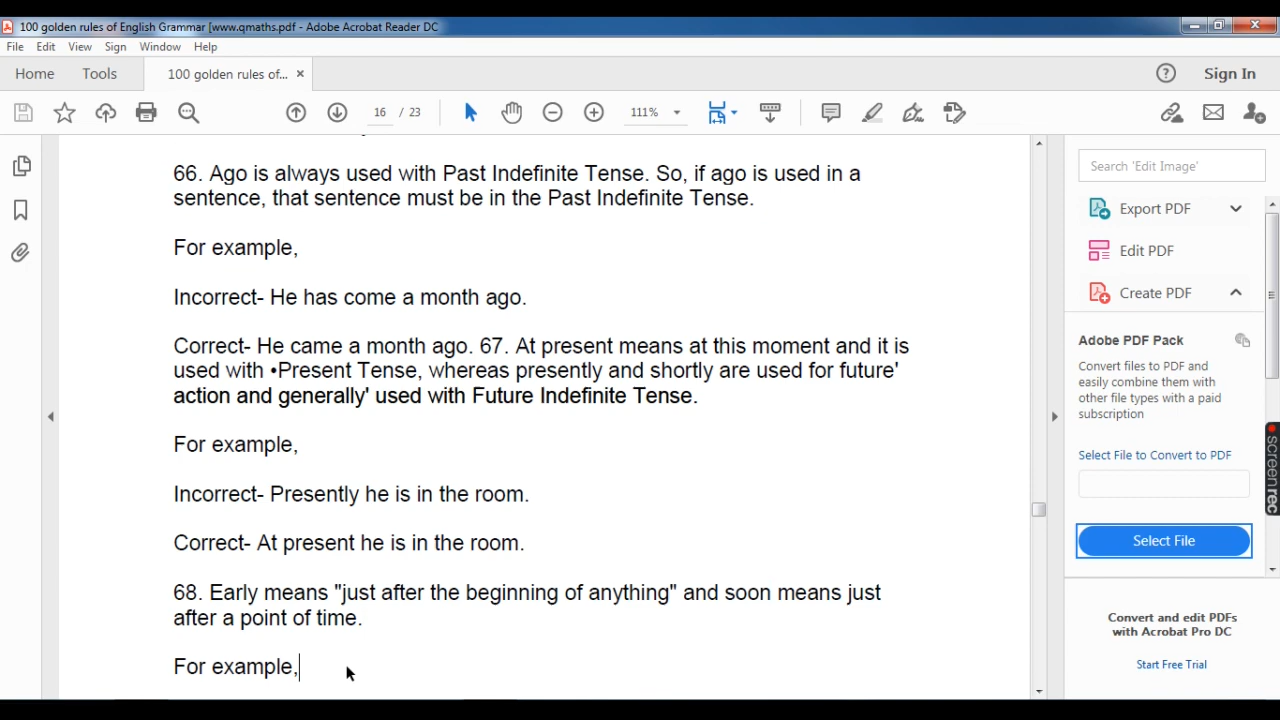 100 golden rules of English Grammar [www.qmaths.pdf - Adobe Acrobat Reader DC
File Edit View Sign Window Help
Home Tools 100 golden rules of... × ? Sign In
16 / 23 111%
66. Ago is always used with Past Indefinite Tense. So, if ago is used in a
sentence, that sentence must be in the Past Indefinite Tense.
For example,
Incorrect- He has come a month ago.
Correct- He came a month ago. 67. At present means at this moment and it is
used with •Present Tense, whereas presently and shortly are used for future'
action and generally' used with Future Indefinite Tense.
For example,
Incorrect- Presently he is in the room.
Correct- At present he is in the room.
68. Early means "just after the beginning of anything" and soon means just
after a point of time.
For example,
Search 'Edit Image'
Export PDF
Edit PDF
Create PDF
Adobe PDF Pack
Convert files to PDF and
easily combine them with
other file types with a paid
subscription
Select File to Convert to PDF
Select File
Convert and edit PDFs
with Acrobat Pro DC
Start Free Trial
screenrec